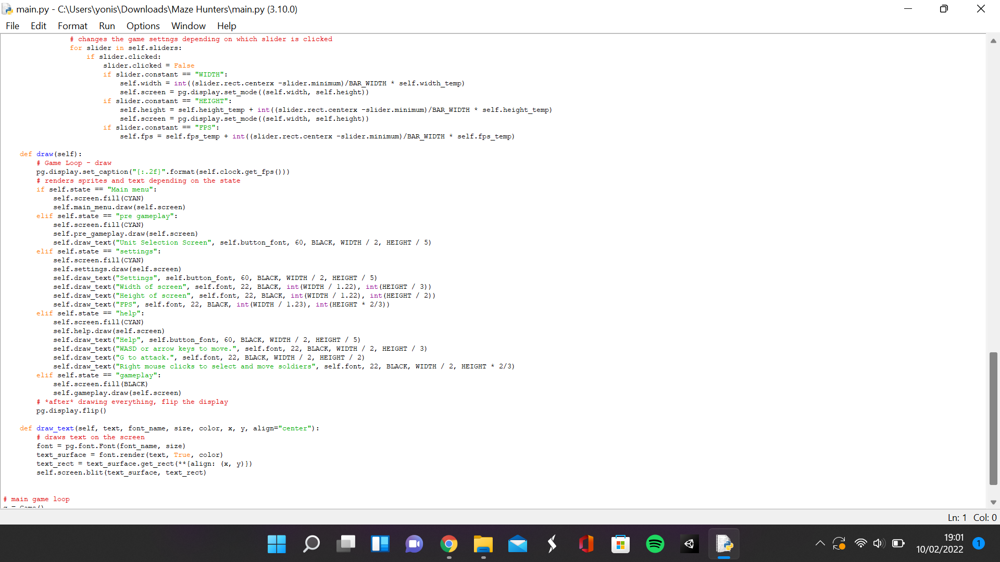 main.py - C:\Users\yonis\Downloads\Maze Hunters\main.py (3.10.0)
File Edit Format Run Options Window Help
# changes the game settngs depending on which slider is clicked
for slider in self.sliders:
if slider.clicked:
slider.clicked = False
if slider.constant == "WIDTH":
self.width = int((slider.rect.centerx -slider.minimum)/BAR_WIDTH * self.width_temp)
self.screen = pg.display.set_mode((self.width, self.height))
if slider.constant == "HEIGHT":
self.height = self.height_temp + int((slider.rect.centerx -slider.minimum)/BAR_WIDTH * self.height_temp)
self.screen = pg.display.set_mode((self.width, self.height))
if slider.constant == "FPS":
self.fps = self.fps_temp + int((slider.rect.centerx -slider.minimum)/BAR_WIDTH * self.fps_temp)
def draw(self):
# Game Loop - draw
pg.display.set_caption("{:.2f}".format(self.clock.get_fps()))
# renders sprites and text depending on the state
if self.state == "Main menu":
self.screen.fill(CYAN)
self.main_menu.draw(self.screen)
elif self.state == "pre gameplay":
self.screen.fill(CYAN)
self.pre_gameplay.draw(self.screen)
self.draw_text("Unit Selection Screen", self.button_font, 60, BLACK, WIDTH / 2, HEIGHT / 5)
elif self.state == "settings":
self.screen.fill(CYAN)
self.settings.draw(self.screen)
self.draw_text("Settings", self.button_font, 60, BLACK, WIDTH / 2, HEIGHT / 5)
self.draw_text("Width of screen", self.font, 22, BLACK, int(WIDTH / 1.22), int(HEIGHT / 3))
self.draw_text("Height of screen", self.font, 22, BLACK, int(WIDTH / 1.22), int(HEIGHT / 2))
self.draw_text("FPS", self.font, 22, BLACK, int(WIDTH / 1.23), int(HEIGHT * 2/3))
elif self.state == "help":
self.screen.fill(CYAN)
self.help.draw(self.screen)
self.draw_text("Help", self.button_font, 60, BLACK, WIDTH / 2, HEIGHT / 5)
self.draw_text("WASD or arrow keys to move.", self.font, 22, BLACK, WIDTH / 2, HEIGHT / 3)
self.draw_text("G to attack.", self.font, 22, BLACK, WIDTH / 2, HEIGHT / 2)
self.draw_text("Right mouse clicks to select and move soldiers", self.font, 22, BLACK, WIDTH / 2, HEIGHT * 2/3)
elif self.state == "gameplay":
self.screen.fill(BLACK)
self.gameplay.draw(self.screen)
# *after* drawing everything, flip the display
pg.display.flip()
def draw_text(self, text, font_name, size, color, x, y, align="center"):
# draws text on the screen
font = pg.font.Font(font_name, size)
text_surface = font.render(text, True, color)
text_rect = text_surface.get_rect(**{align: (x, y)})
self.screen.blit(text_surface, text_rect)
# main game loop
g = Game()
Ln: 1 Col: 0
19:01
10/02/2022
1